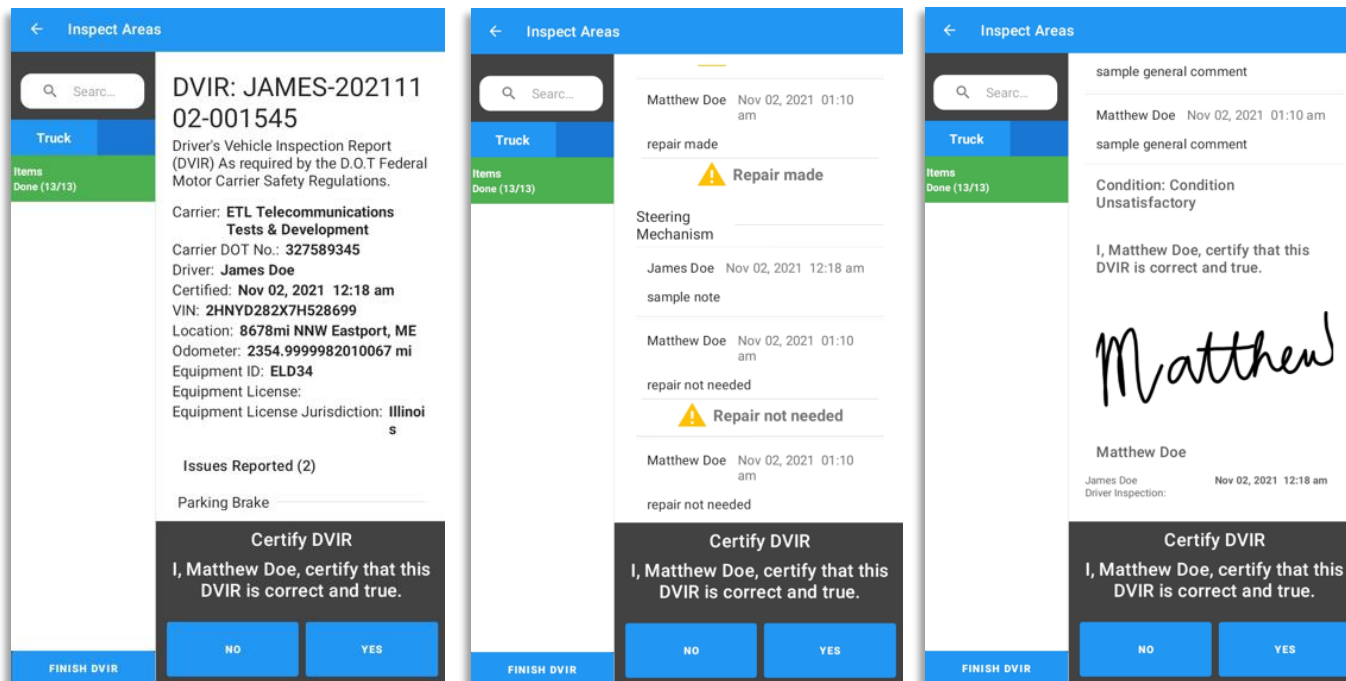 Inspect Areas
Searc...
Truck
Items
Done (13/13)
FINISH DVIR
DVIR: JAMES-202111
02-001545
Driver's Vehicle Inspection Report
(DVIR) As required by the D.O.T Federal
Motor Carrier Safety Regulations.
Carrier: ETL Telecommunications
Tests & Development
Carrier DOT No.: 327589345
Driver: James Doe
Certified: Nov 02, 2021 12:18 am
VIN: 2HNYD282X7H528699
Location: 8678mi NNW Eastport, ME
Odometer: 2354.9999982010067 mi
Equipment ID: ELD34
Equipment License:
Equipment License Jurisdiction: Illinoi
s
Issues Reported (2)
Parking Brake
Certify DVIR
I, Matthew Doe, certify that this
DVIR is correct and true.
NO YES
Inspect Areas
Searc...
Truck
Items
Done (13/13)
FINISH DVIR
Matthew Doe Nov 02, 2021 01:10
am
repair made
Repair made
Steering
Mechanism
James Doe Nov 02, 2021 12:18 am
sample note
Matthew Doe Nov 02, 2021 01:10
am
repair not needed
Repair not needed
Matthew Doe Nov 02, 2021 01:10
am
repair not needed
Certify DVIR
I, Matthew Doe, certify that this
DVIR is correct and true.
NO YES
Inspect Areas
Searc...
Truck
Items
Done (13/13)
FINISH DVIR
sample general comment
Matthew Doe Nov 02, 2021 01:10 am
sample general comment
Condition: Condition
Unsatisfactory
I, Matthew Doe, certify that this
DVIR is correct and true.
Matthew
Matthew Doe
James Doe Nov 02, 2021 12:18 am
Driver Inspection:
Certify DVIR
I, Matthew Doe, certify that this
DVIR is correct and true.
NO YES